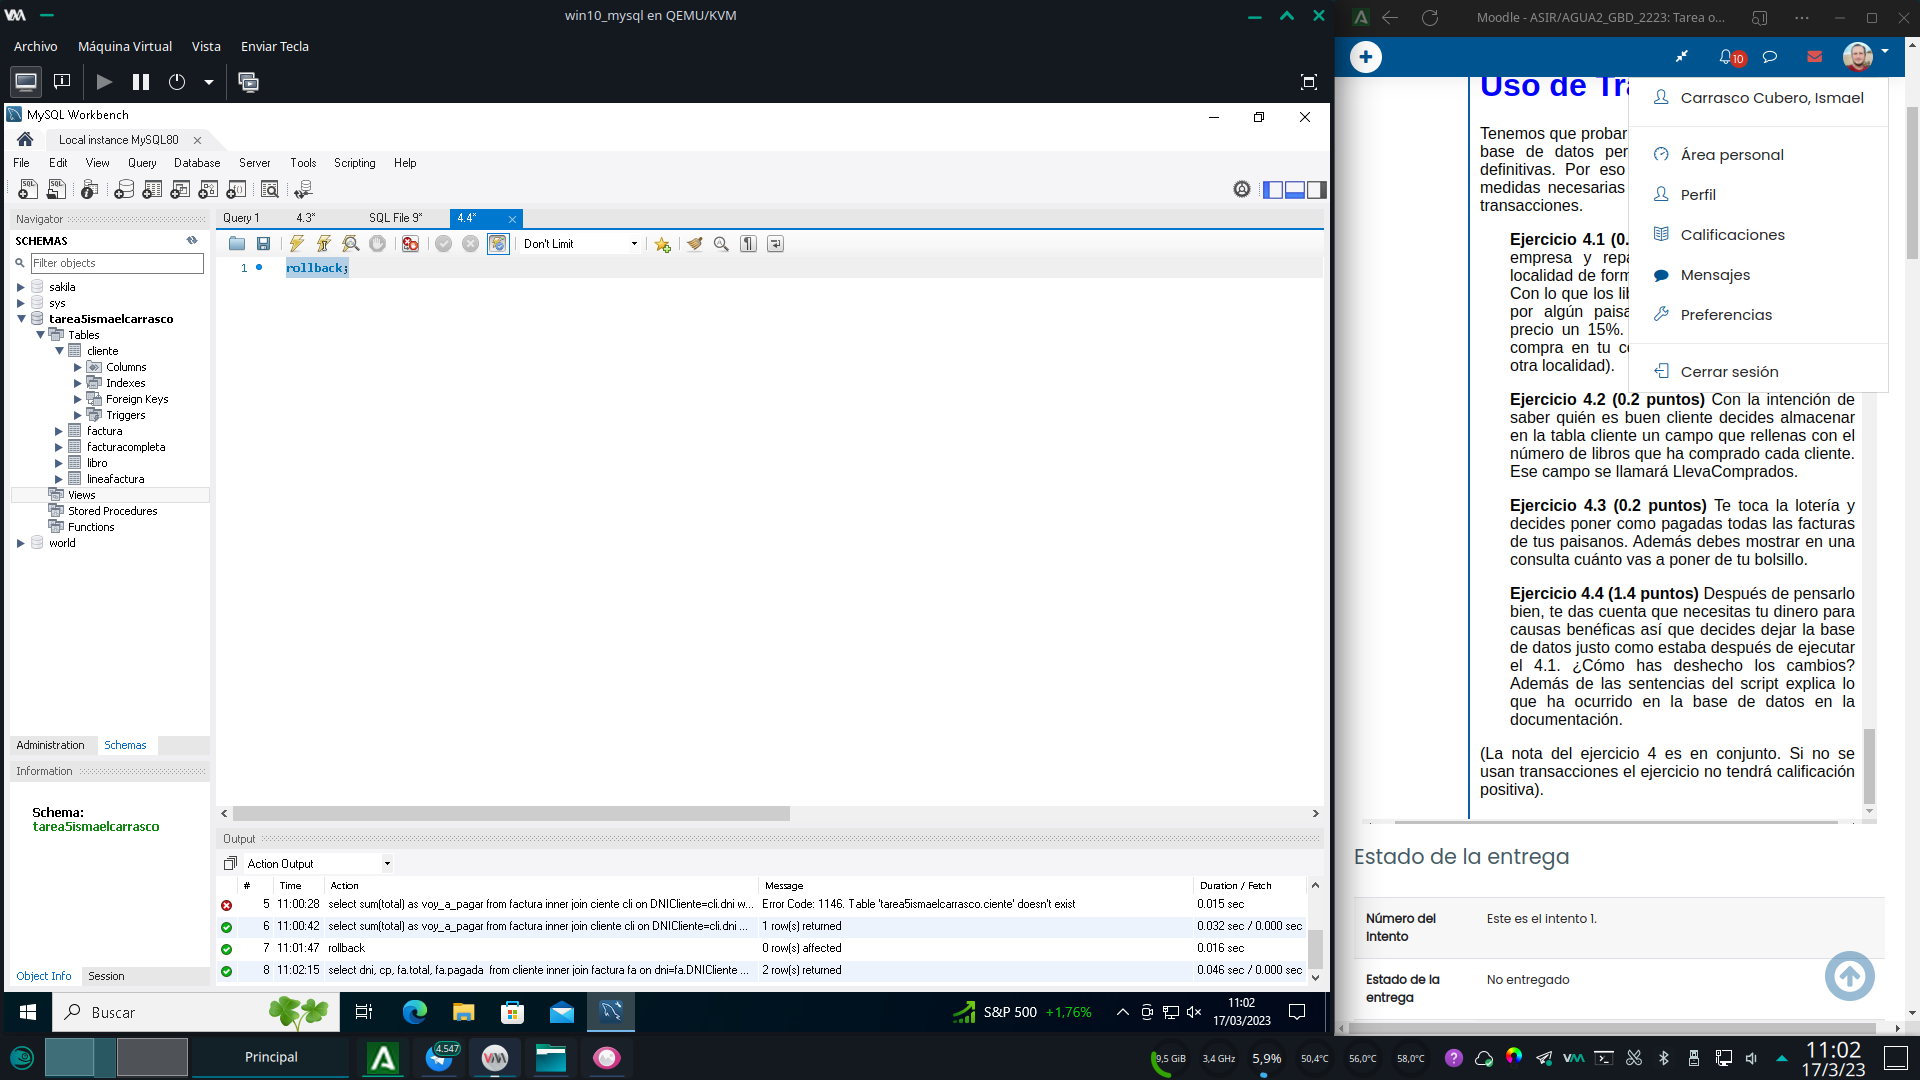 win10_mysql en QEMU/KVM
Archivo Máquina Virtual Vista Enviar Tecla
MySQL Workbench
Local instance MySQL80
File Edit View Query Database Server Tools Scripting Help
Navigator
SCHEMAS
Filter objects
sakila
sys
tarea5ismaelcarrasco
Tables
cliente
Columns
Indexes
Foreign Keys
Triggers
factura
facturacompleta
libro
lineafactura
Views
Stored Procedures
Functions
world
Administration Schemas
Information
Schema:
tarea5ismaelcarrasco
Object Info Session
Query 1 4.3* SQL File 9* 4.4*
Don't Limit
1 rollback;
Output
Action Output
# Time Action Message Duration / Fetch
5 11:00:28 select sum(total) as voy_a_pagar from factura inner join ciente cli on DNICliente=cli.dni w... Error Code: 1146. Table 'tarea5ismaelcarrasco.ciente' doesn't exist 0.015 sec
6 11:00:42 select sum(total) as voy_a_pagar from factura inner join cliente cli on DNICliente=cli.dni ... 1 row(s) returned 0.032 sec / 0.000 sec
7 11:01:47 rollback 0 row(s) affected 0.016 sec
8 11:02:15 select dni, cp, fa.total, fa.pagada from cliente inner join factura fa on dni=fa.DNICliente ... 2 row(s) returned 0.046 sec / 0.000 sec
Buscar
S&P 500 +1,76%
11:02
17/03/2023
Moodle - ASIR/AGUA2_GBD_2223: Tarea o...
10
Uso de Tra
Carrasco Cubero, Ismael
Área personal
Perfil
Calificaciones
Mensajes
Preferencias
Cerrar sesión
Tenemos que probar
base de datos per
definitivas. Por eso
medidas necesarias
transacciones.
Ejercicio 4.1 (0.
empresa y repa
localidad de form
Con lo que los lib
por algún paisa
precio un 15%.
compra en tu co
otra localidad).
Ejercicio 4.2 (0.2 puntos) Con la intención de
saber quién es buen cliente decides almacenar
en la tabla cliente un campo que rellenas con el
número de libros que ha comprado cada cliente.
Ese campo se llamará LlevaComprados.
Ejercicio 4.3 (0.2 puntos) Te toca la lotería y
decides poner como pagadas todas las facturas
de tus paisanos. Además debes mostrar en una
consulta cuánto vas a poner de tu bolsillo.
Ejercicio 4.4 (1.4 puntos) Después de pensarlo
bien, te das cuenta que necesitas tu dinero para
causas benéficas así que decides dejar la base
de datos justo como estaba después de ejecutar
el 4.1. ¿Cómo has deshecho los cambios?
Además de las sentencias del script explica lo
que ha ocurrido en la base de datos en la
documentación.
(La nota del ejercicio 4 es en conjunto. Si no se
usan transacciones el ejercicio no tendrá calificación
positiva).
Estado de la entrega
Número del
intento
Este es el intento 1.
Estado de la
entrega
No entregado
Principal
4.547
9,5 GiB 3,4 GHz 5,9% 50,4°C 56,0°C 58,0°C
11:02
17/3/23